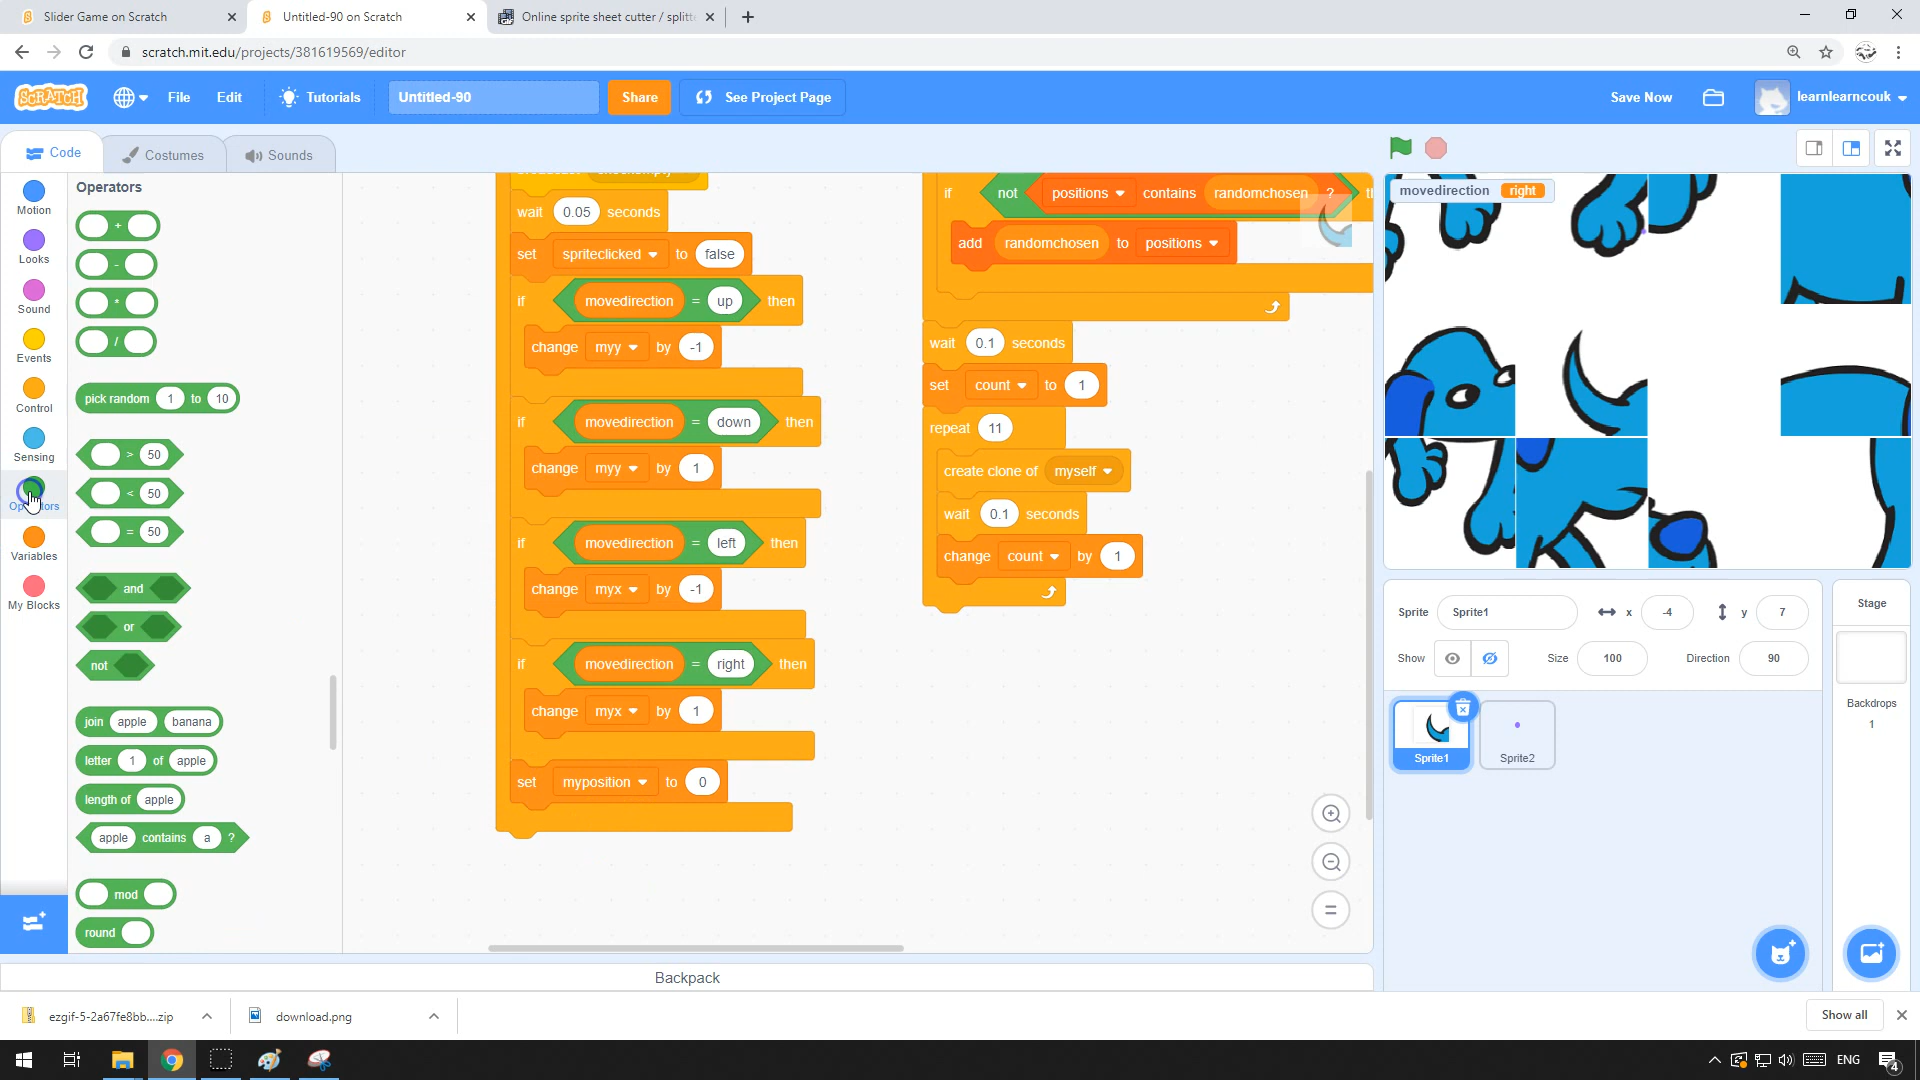 Slider Game on Scratch
Untitled-90 on Scratch
Online sprite sheet cutter / splitte
scratch.mit.edu/projects/381619569/editor
SCRATCH
File
Edit
Tutorials
Untitled-90
Share
See Project Page
Save Now
learnlearncouk
Code
Costumes
Sounds
Motion
Looks
Sound
Events
Control
Sensing
Operators
Variables
My Blocks
Operators
+
-
*
/
pick random 1 to 10
> 50
< 50
= 50
and
or
not
join apple banana
letter 1 of apple
length of apple
apple contains a ?
mod
round
wait 0.05 seconds
set spriteclicked to false
if movedirection = up then
change myy by -1
if movedirection = down then
change myy by 1
if movedirection = left then
change myx by -1
if movedirection = right then
change myx by 1
set myposition to 0
if not positions contains randomchosen ?
add randomchosen to positions
wait 0.1 seconds
set count to 1
repeat 11
create clone of myself
wait 0.1 seconds
change count by 1
movedirection right
Sprite Sprite1 x -4 y 7
Show Size 100 Direction 90
Sprite1
Sprite2
Stage
Backdrops
1
Backpack
ezgif-5-2a67fe8bb....zip
download.png
Show all
ENG
4